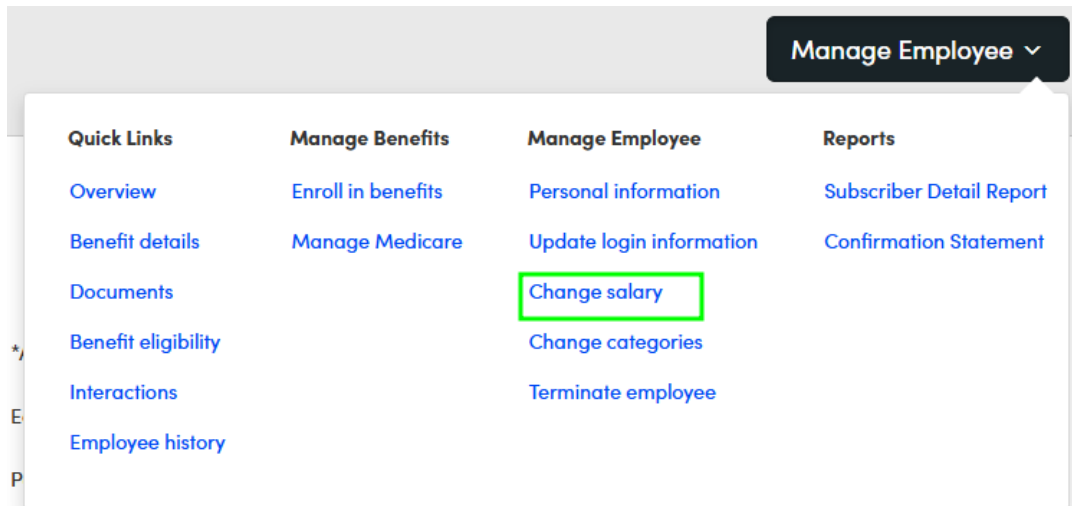 Manage Employee
Quick Links
Overview
Benefit details
Documents
Benefit eligibility
Interactions
Employee history
Manage Benefits
Enroll in benefits
Manage Medicare
Manage Employee
Personal information
Update login information
Change salary
Change categories
Terminate employee
Reports
Subscriber Detail Report
Confirmation Statement